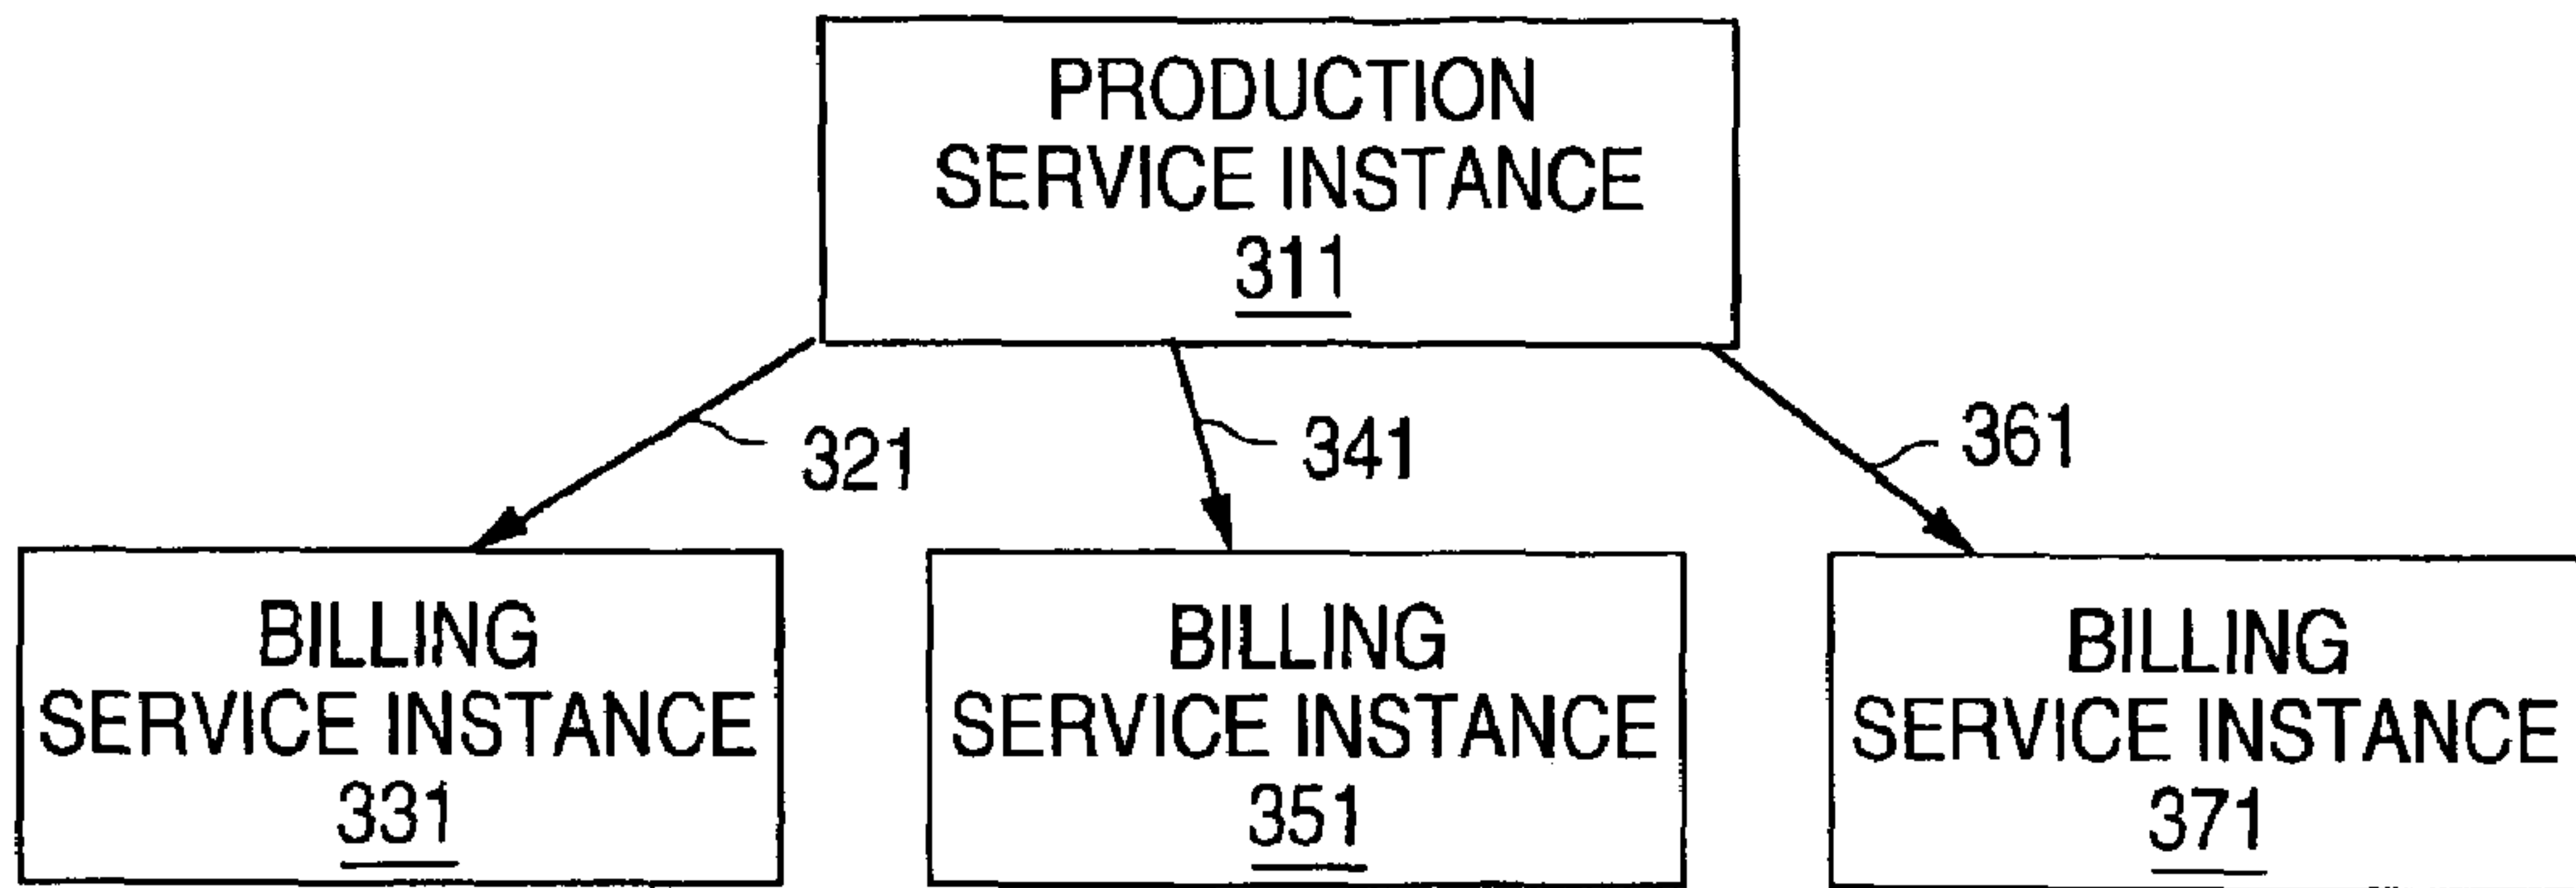 PRODUCTION
SERVICE INSTANCE
311
321
341
361
BILLING
SERVICE INSTANCE
331
BILLING
SERVICE INSTANCE
351
BILLING
SERVICE INSTANCE
371